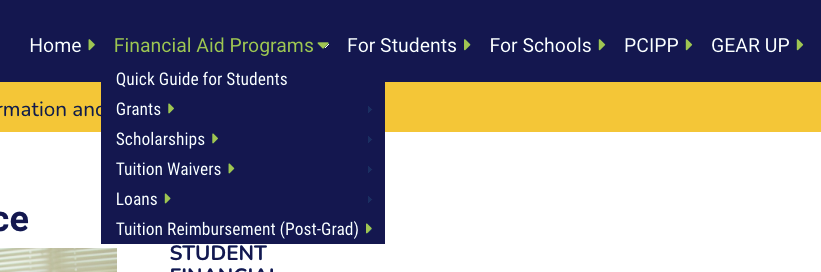 Home Financial Aid Programs For Students For Schools PCIPP GEAR UP
Quick Guide for Students
rmation and
Grants
Scholarships
Tuition Waivers
Loans
ce
Tuition Reimbursement (Post-Grad)
STUDENT
FINANCIAL